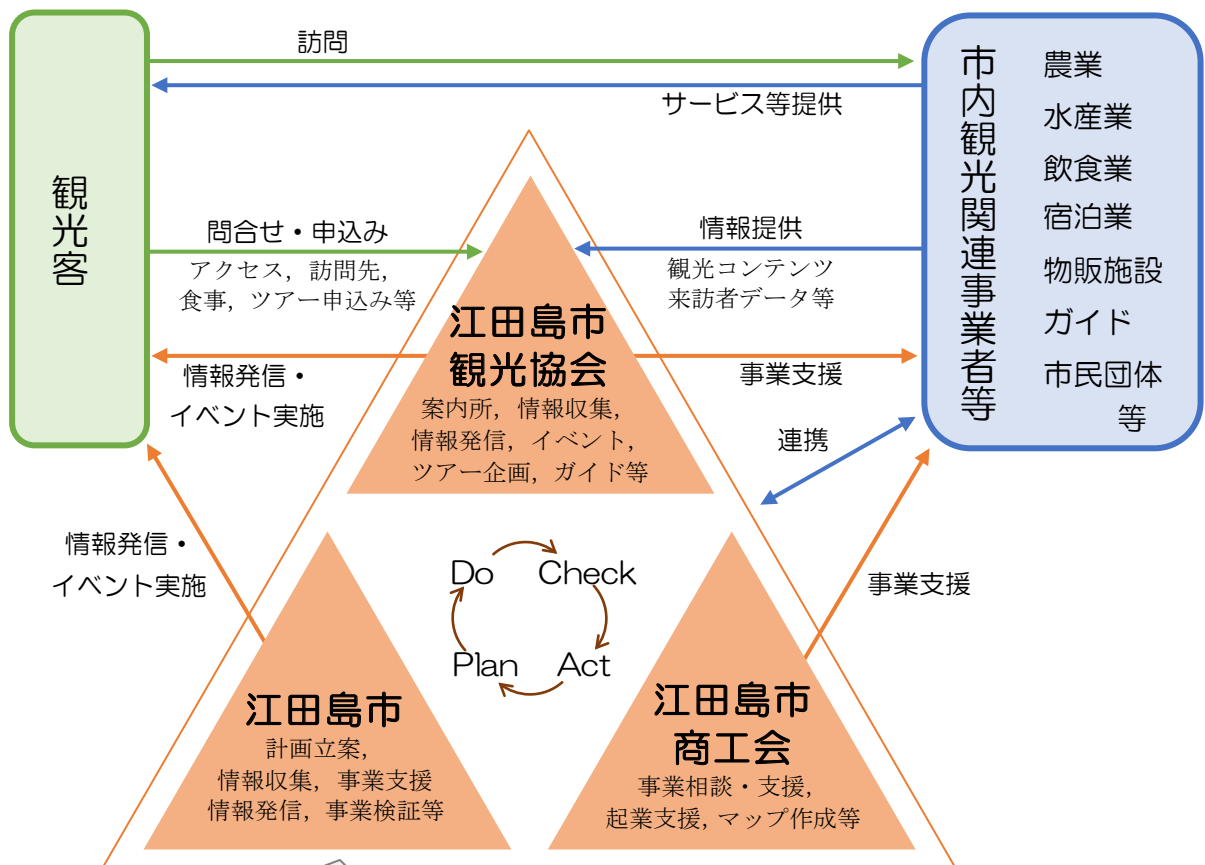 訪問
サービス等提供
観光客
市内観光関連事業者等
農業
水産業
飲食業
宿泊業
物販施設
ガイド
市民団体
等
問合せ・申込み
アクセス，訪問先，
食事，ツアー申込み等
情報提供
観光コンテンツ
来訪者データ等
江田島市
観光協会
案内所，情報収集，
情報発信，イベント，
ツアー企画，ガイド等
情報発信・
イベント実施
事業支援
連携
情報発信・
イベント実施
Do Check
Plan Act
事業支援
江田島市
計画立案，
情報収集，事業支援
情報発信，事業検証等
江田島市
商工会
事業相談・支援，
起業支援，マップ作成等